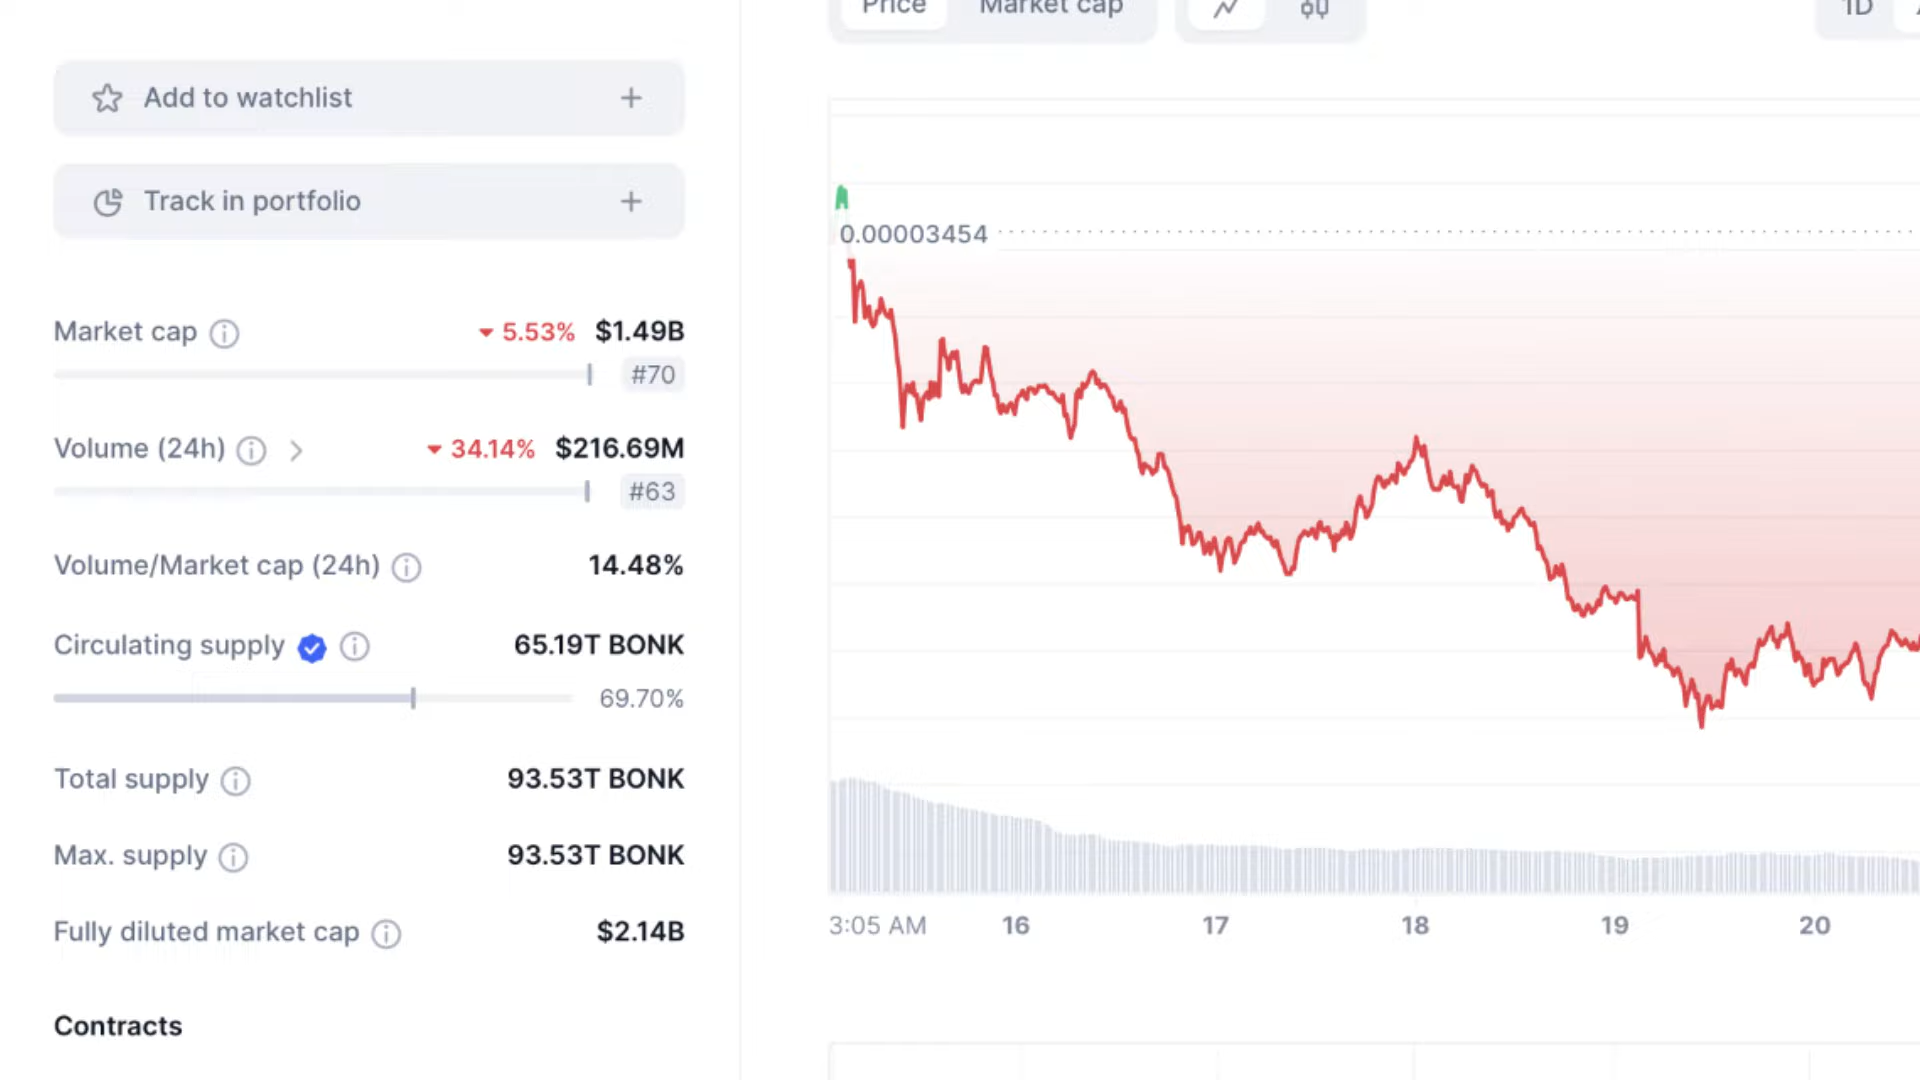 Price Market cap 1D
Add to watchlist +
Track in portfolio +
0.00003454
Market cap 5.53% $1.49B
#70
Volume (24h) 34.14% $216.69M
#63
Volume/Market cap (24h) 14.48%
Circulating supply 65.19T BONK
69.70%
Total supply 93.53T BONK
Max. supply 93.53T BONK
Fully diluted market cap $2.14B
3:05 AM 16 17 18 19 20
Contracts